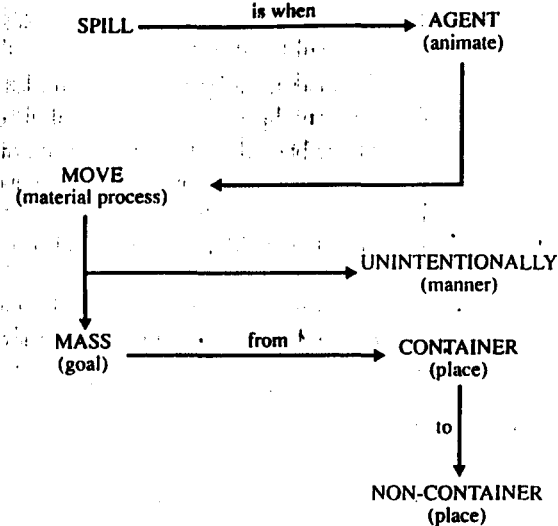 is when
SPILL
AGENT
(animate)
MOVE
(material process)
UNINTENTIONALLY
(manner)
MASS
(goal)
from
CONTAINER
(place)
to
NON-CONTAINER
(place)